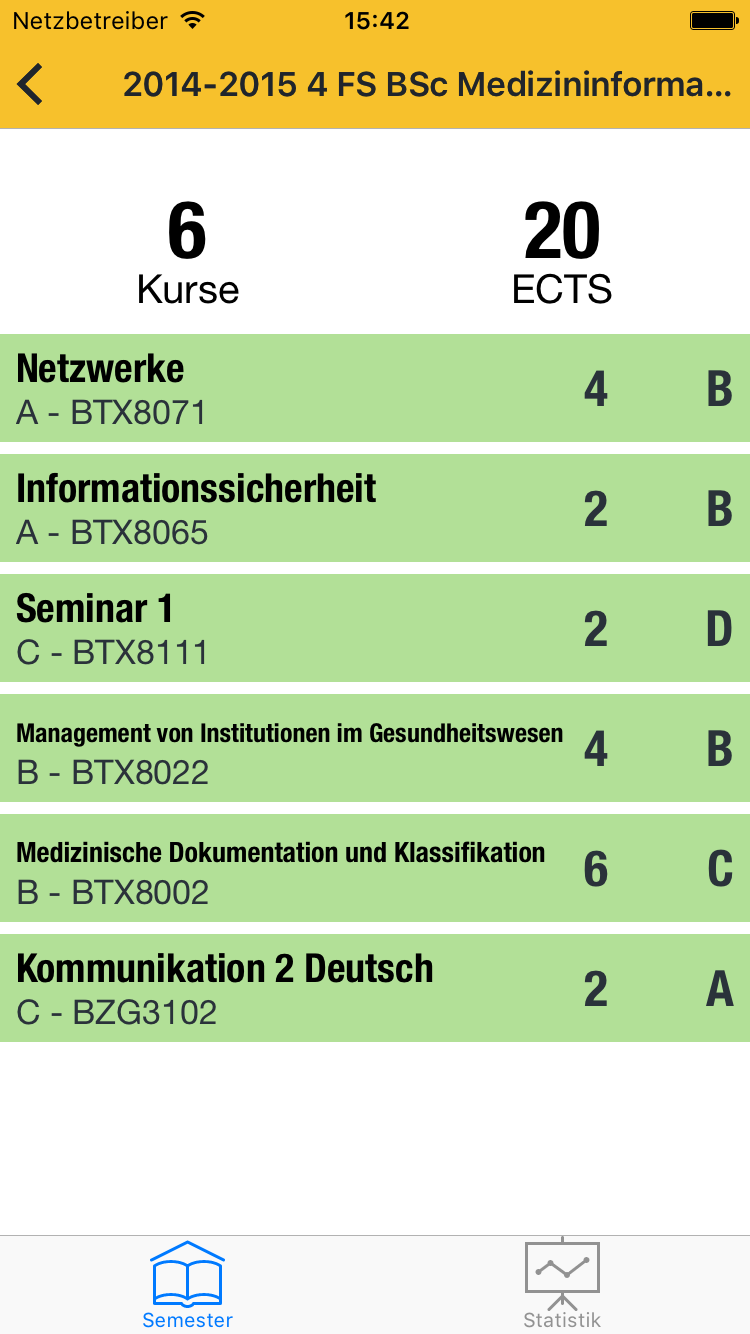 Netzbetreiber 15:42
2014-2015 4 FS BSc Medizininforma...
6 20
Kurse ECTS
Netzwerke
A - BTX8071
4 B
Informationssicherheit
A - BTX8065
2 B
Seminar 1
C - BTX8111
2 D
Management von Institutionen im Gesundheitswesen
B - BTX8022
4 B
Medizinische Dokumentation und Klassifikation
B - BTX8002
6 C
Kommunikation 2 Deutsch
C - BZG3102
2 A
Semester Statistik